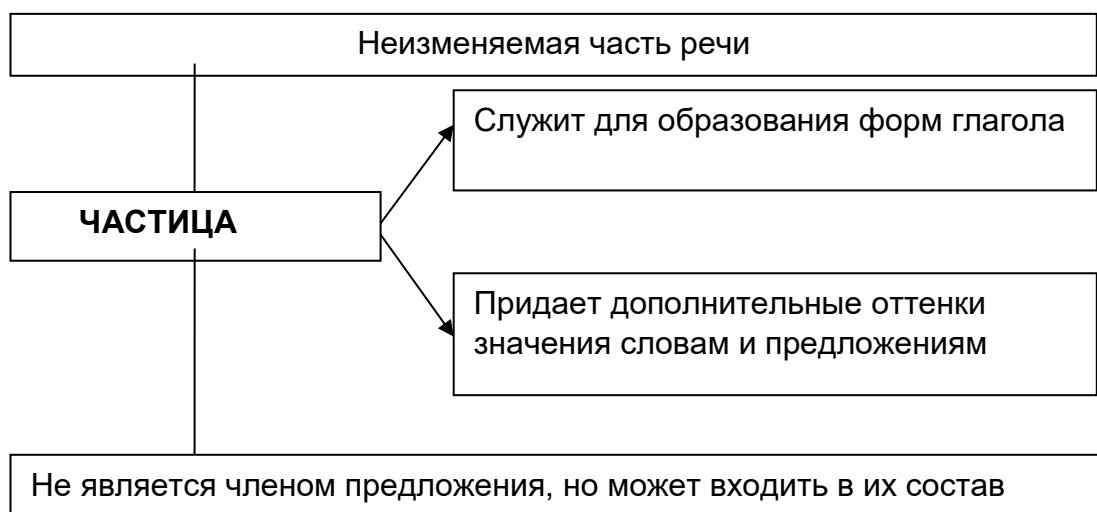 Неизменяемая часть речи
Служит для образования форм глагола
ЧАСТИЦА
Придает дополнительные оттенки
значения словам и предложениям
Не является членом предложения, но может входить в их состав